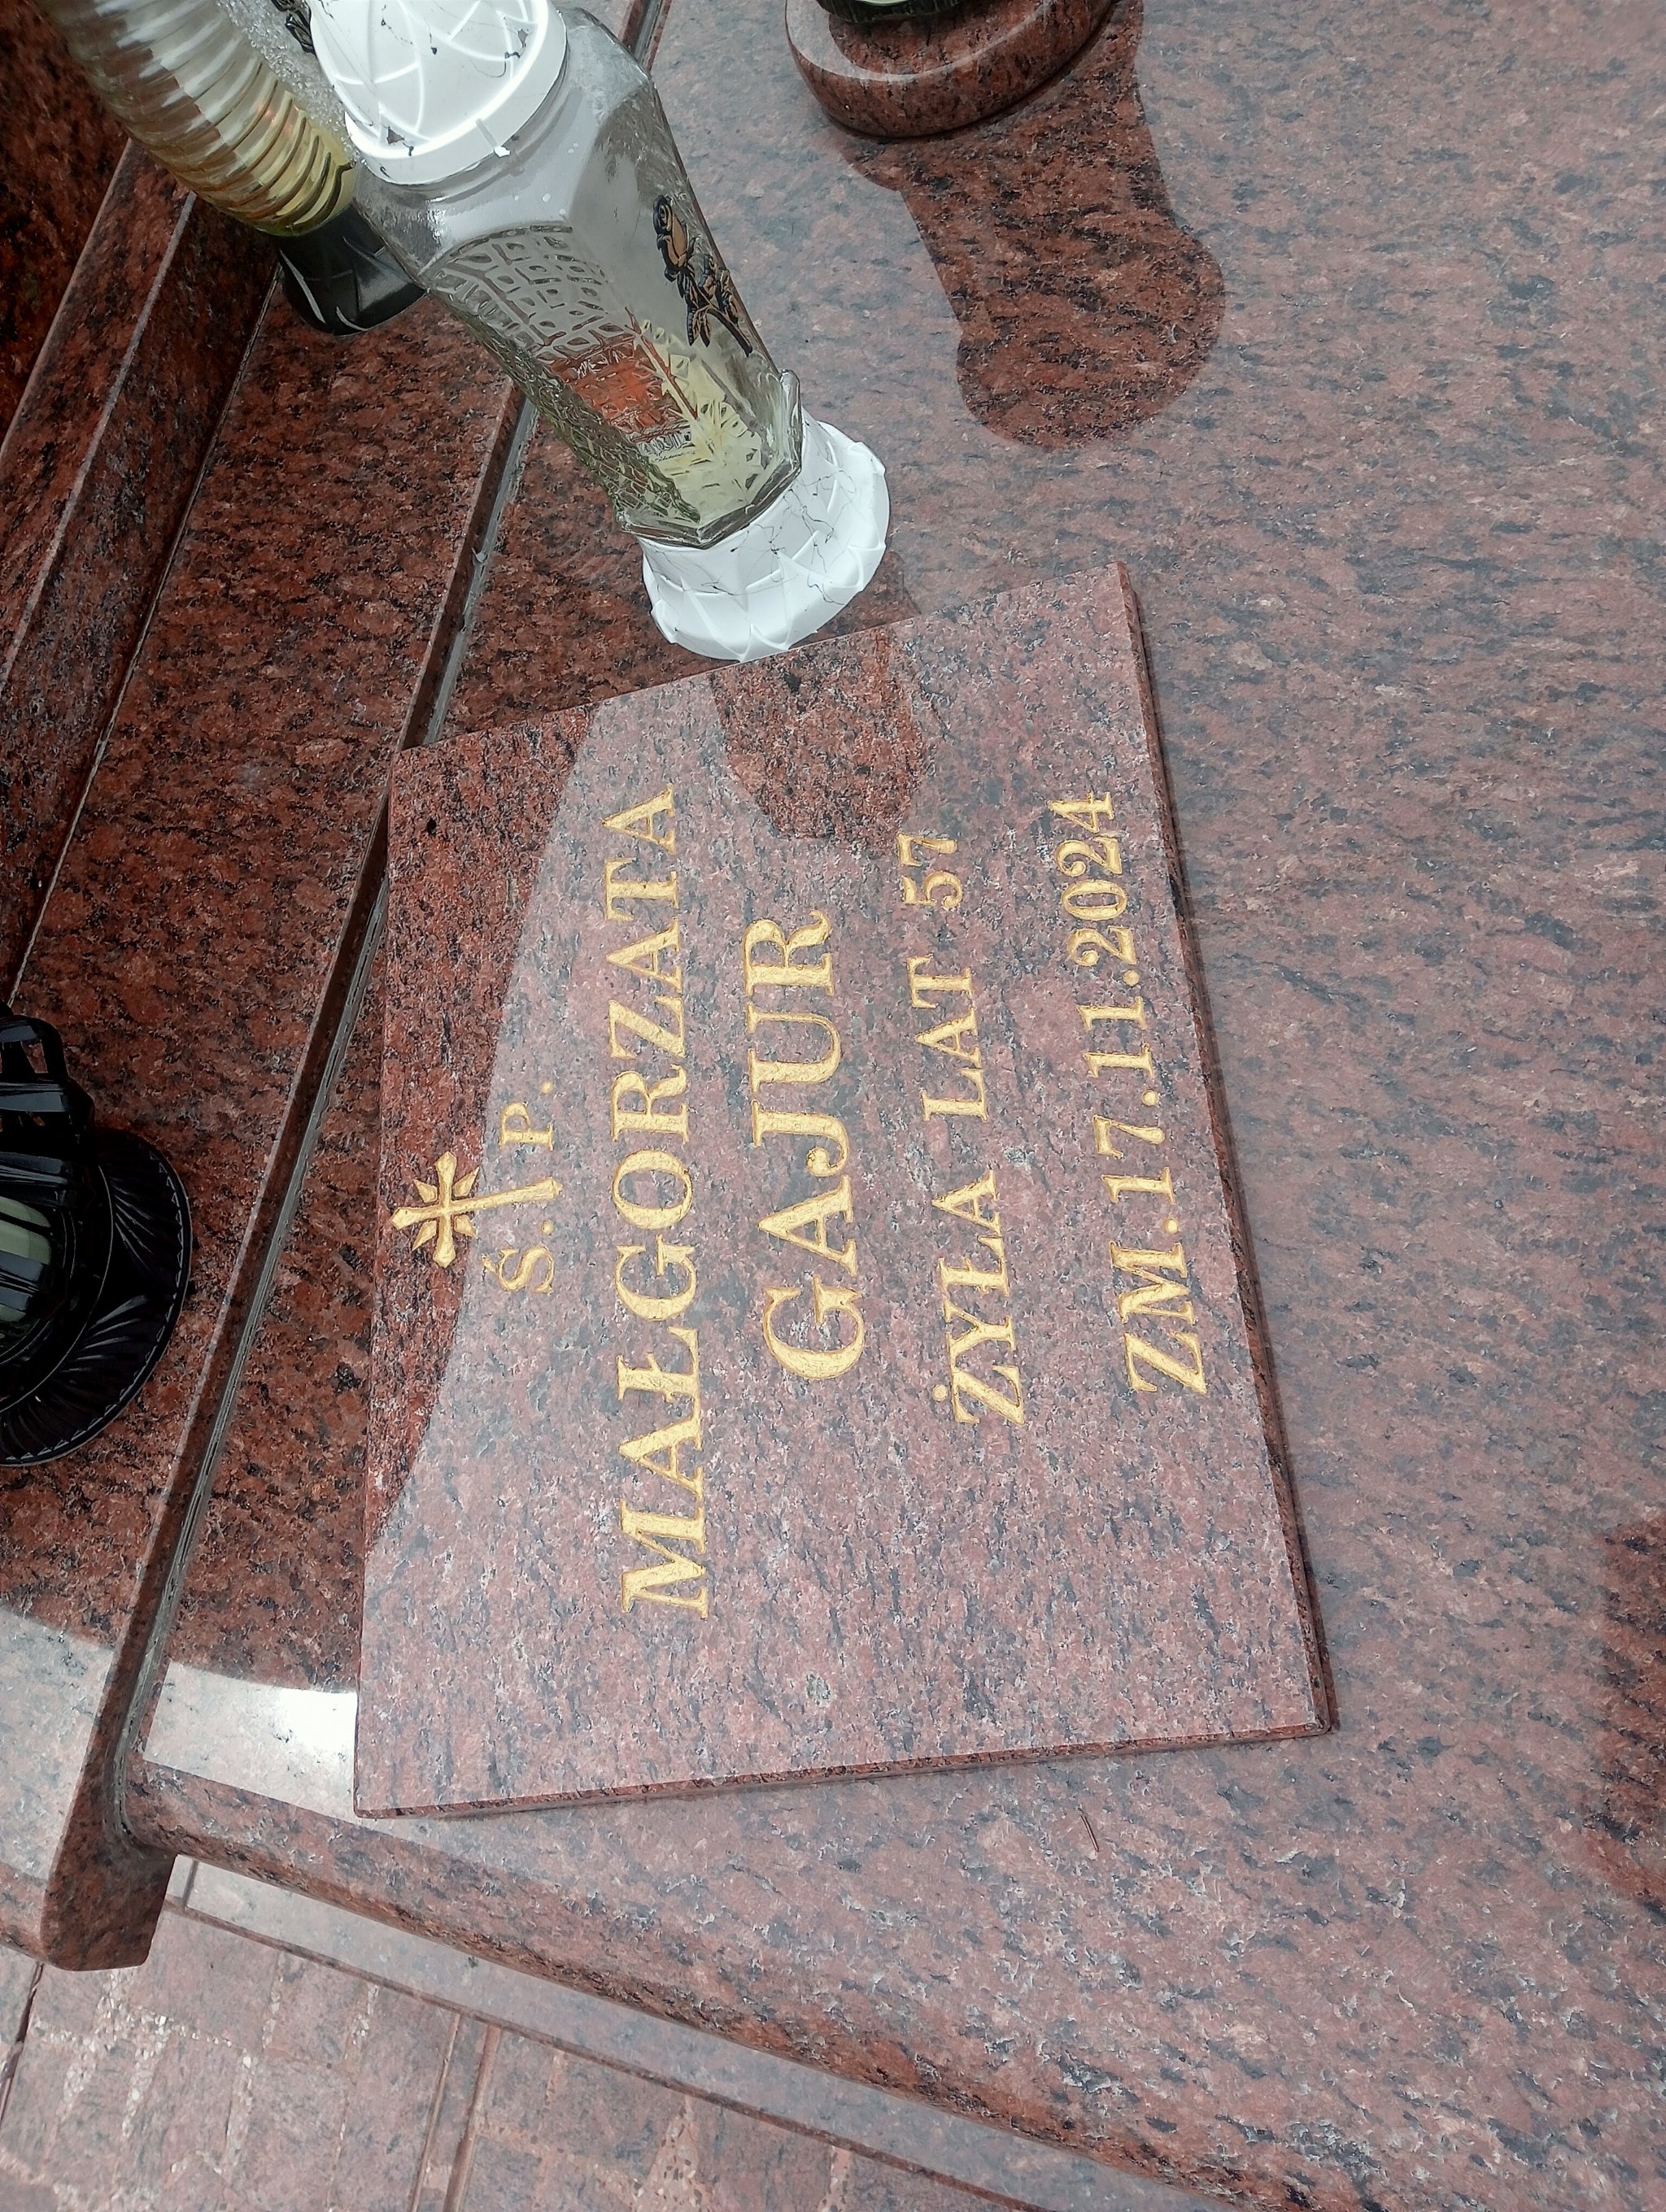 Ś. P.
MAŁGORZATA
GAJUR
ŻYŁA LAT 57
ZM.17.11.2024